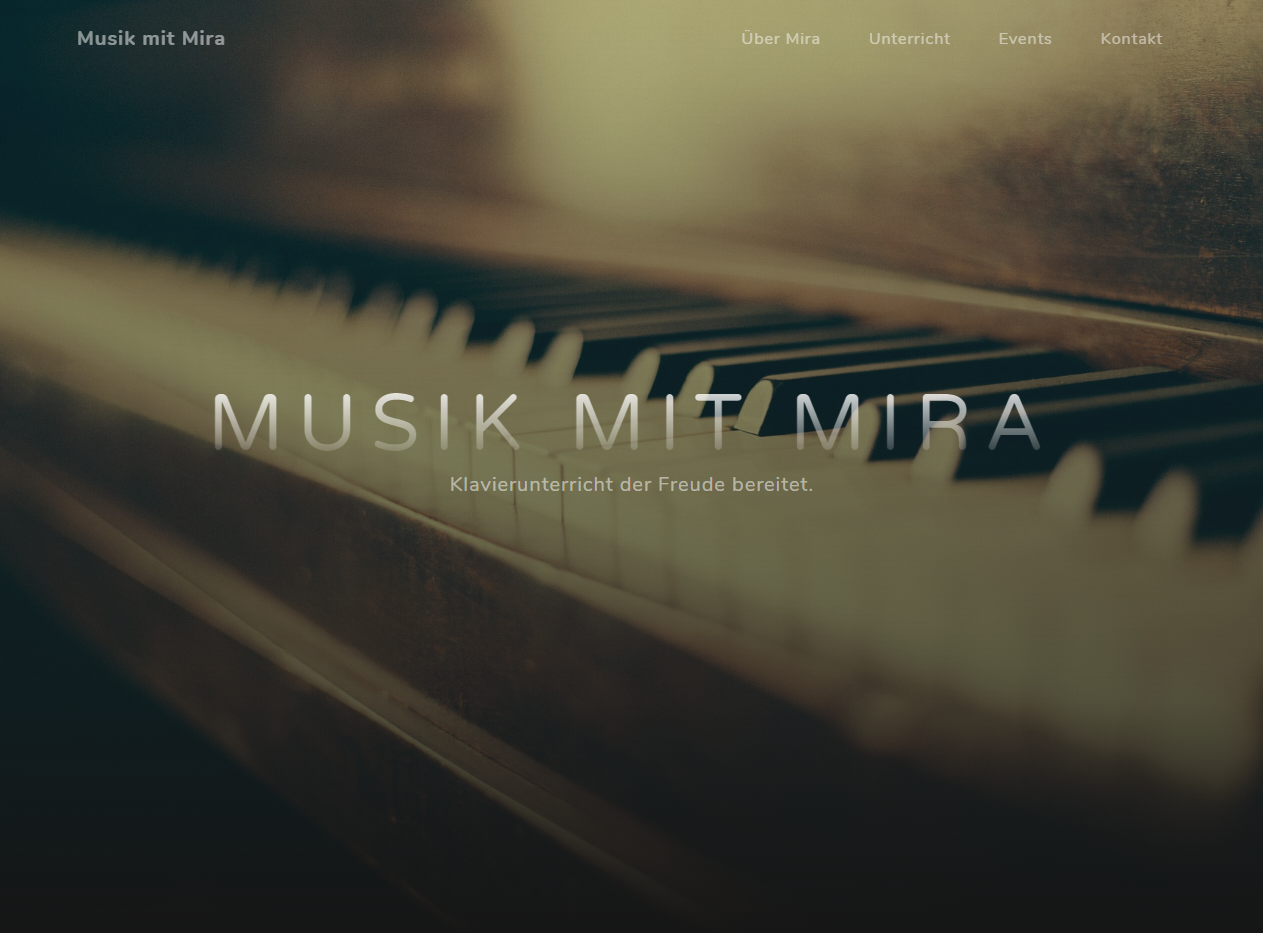 Musik mit Mira
Über Mira Unterricht Events Kontakt
MUSIK MIT MIRA
Klavierunterricht der Freude bereitet.